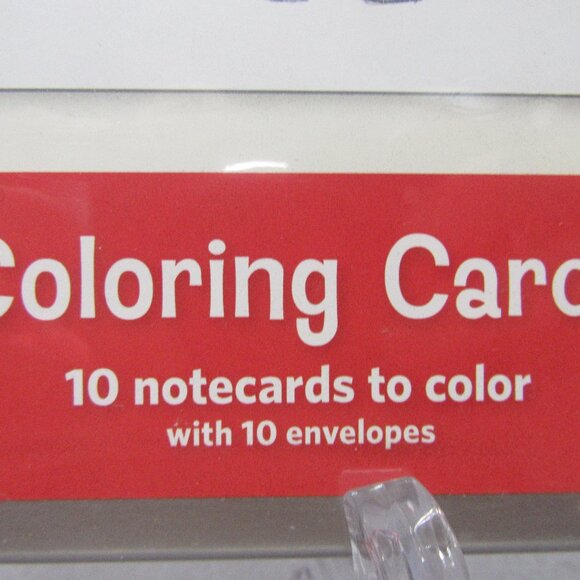 Coloring Card
10 notecards to color
with 10 envelopes